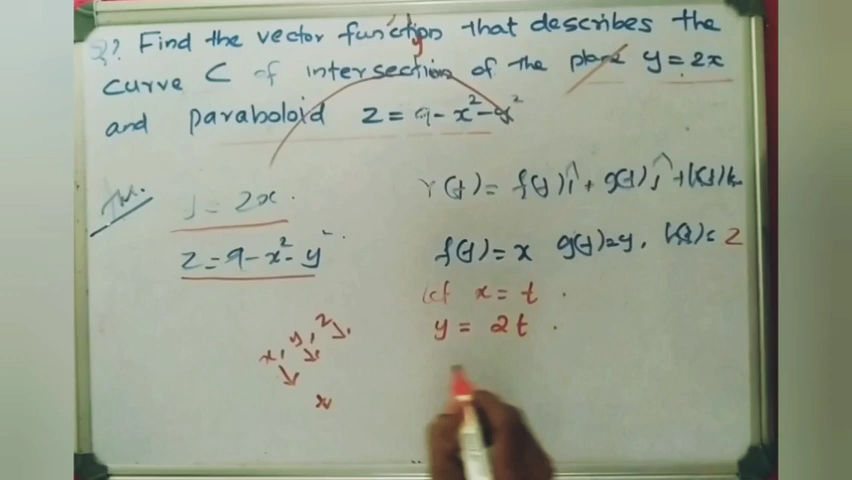 Q? Find the vector function that describes the
curve C of intersection of the plane y = 2x
and paraboloid z = 9 - x² - y²
y = 2x.
z = 9 - x² - y²
r(t) = f(t)î + g(t)ĵ + h(t)k
f(t) = x g(t) = y, h(t) = z
let x = t.
y = 2t.
x, y, z
x
y